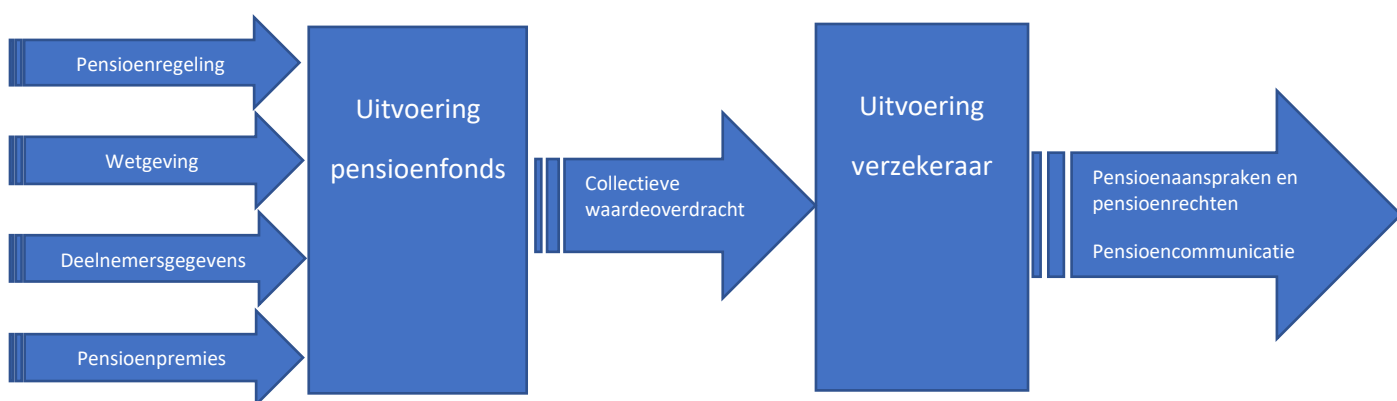 Pensioenregeling
Wetgeving
Deelnemersgegevens
Pensioenpremies
Uitvoering
pensioenfonds
Collectieve
waardeoverdracht
Uitvoering
verzekeraar
Pensioenaanspraken en
pensioenrechten
Pensioencommunicatie